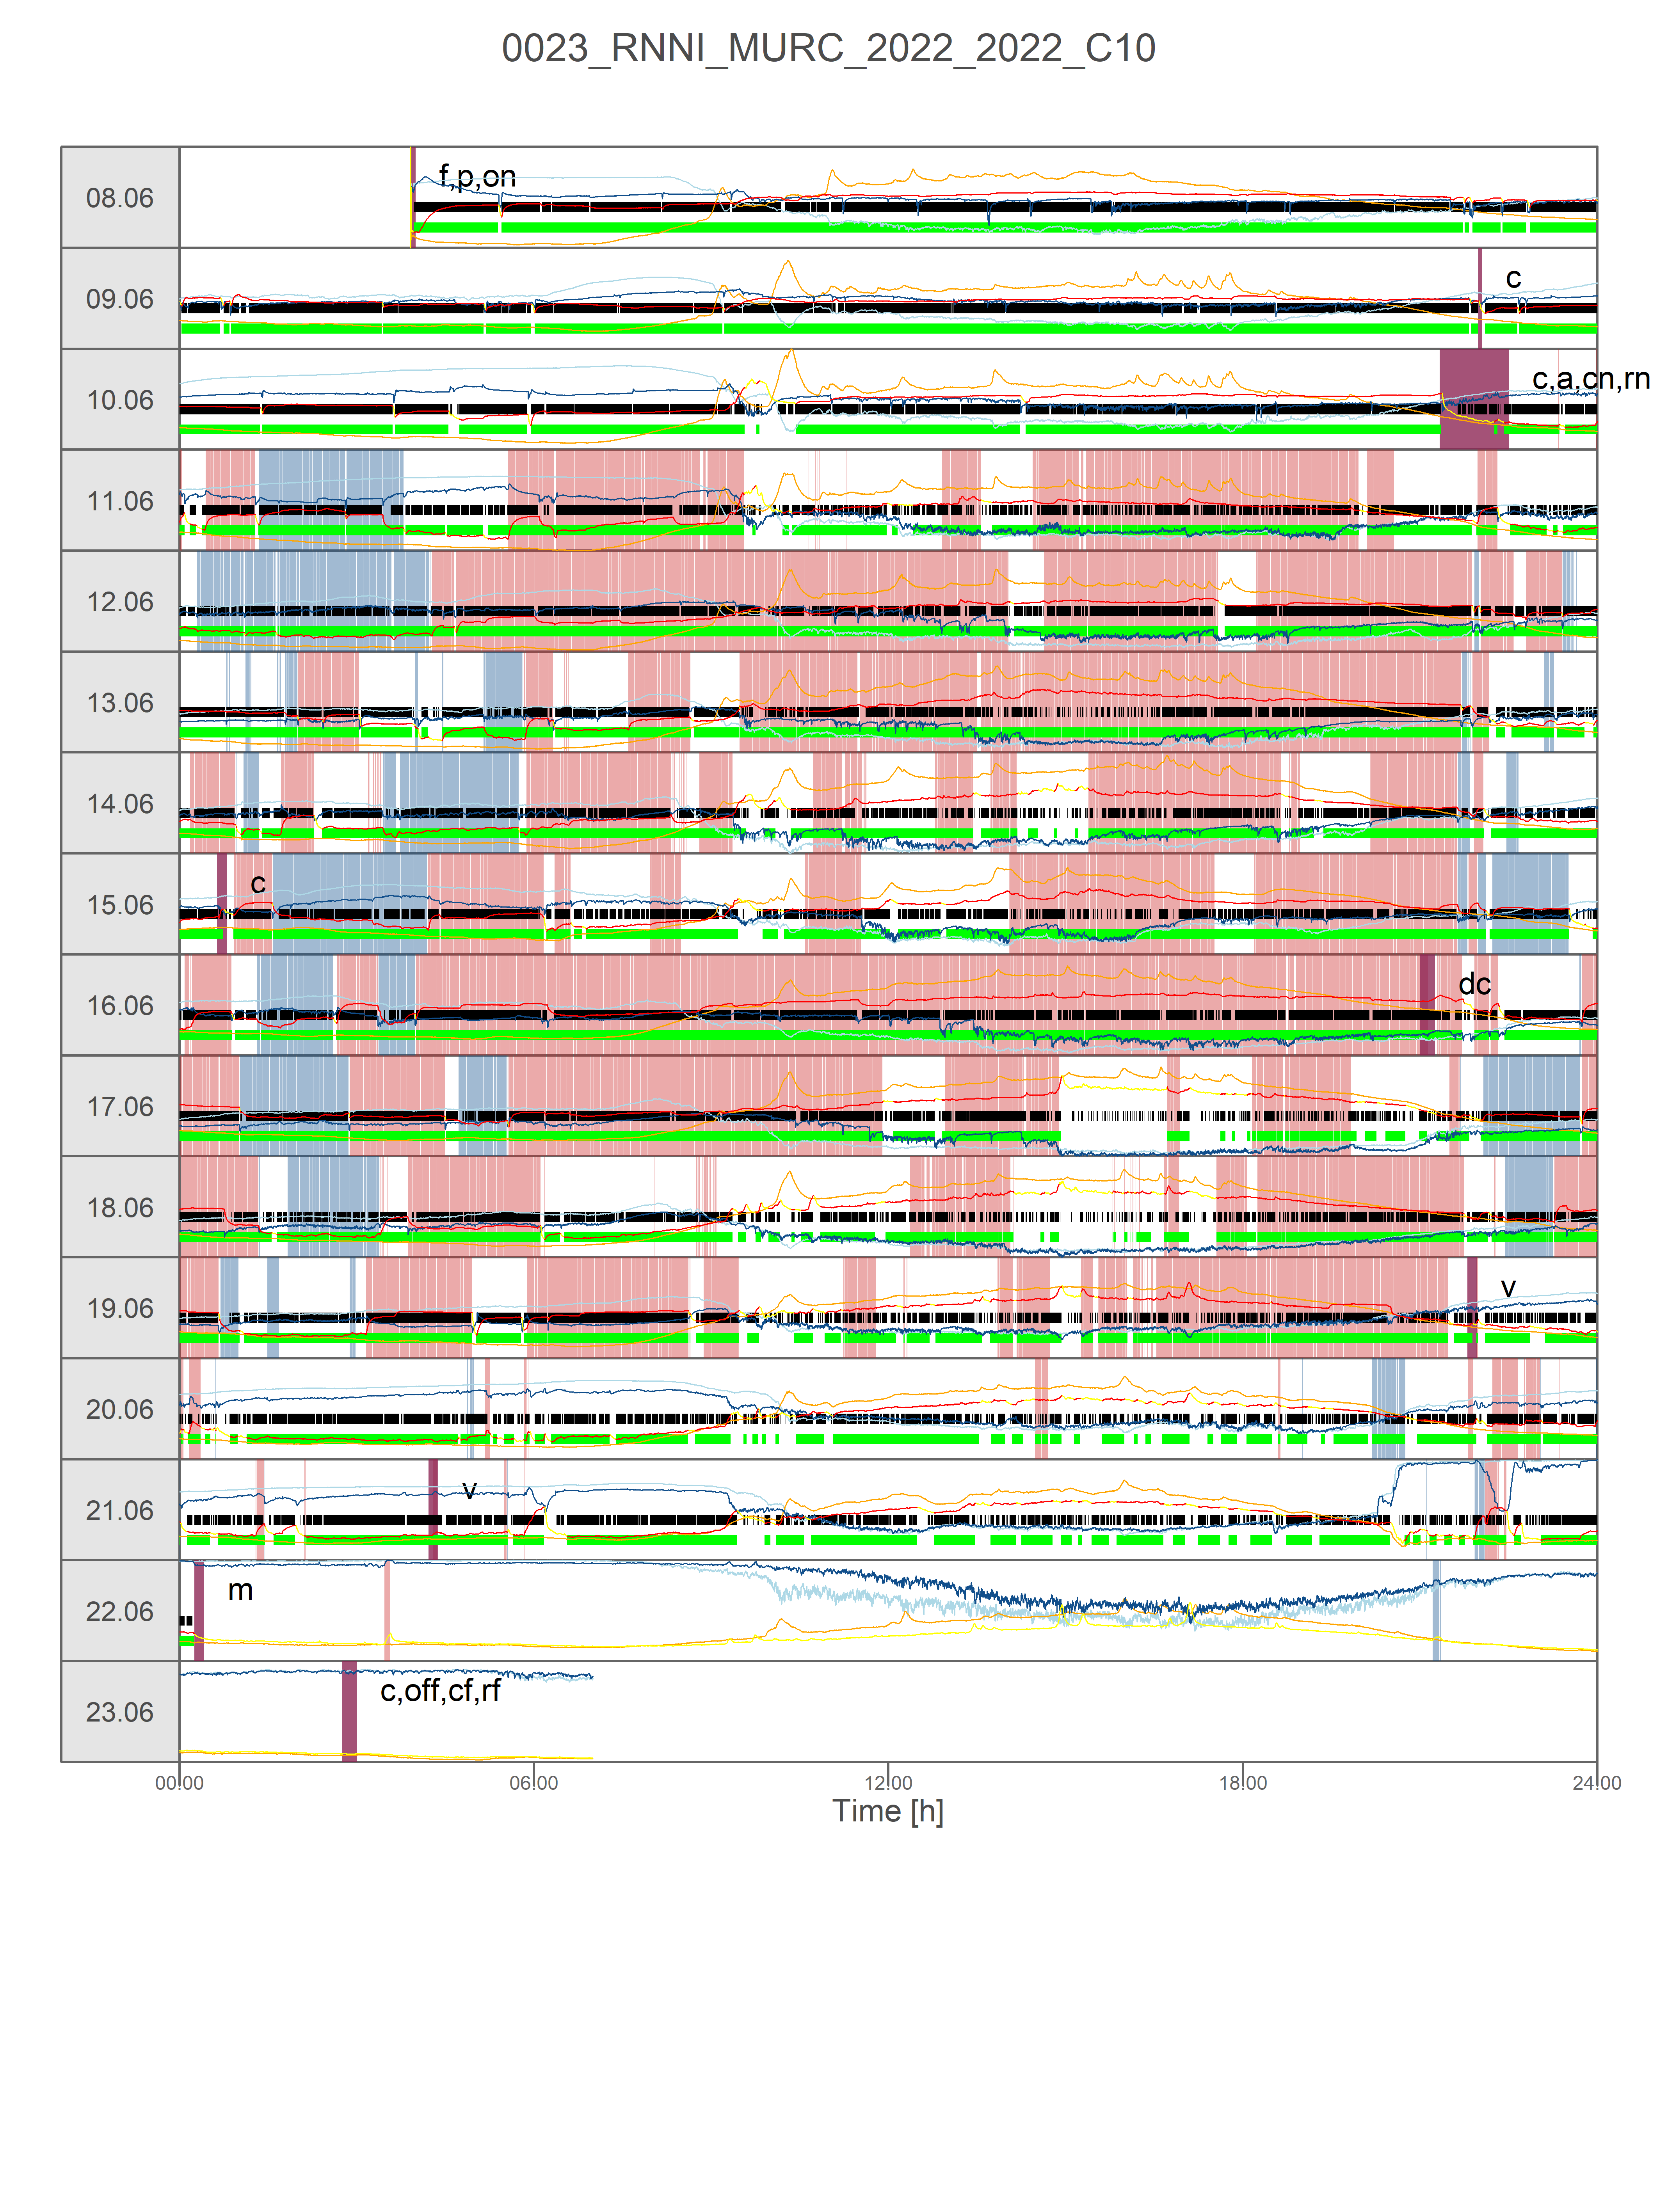 0023_RNNI_MURC_2022_2022_C10
08.06 f,p,on
09.06 c
10.06 c,a,cn,rn
11.06
12.06
13.06
14.06
15.06 c
16.06 dc
17.06
18.06
19.06 v
20.06
21.06 v
22.06 m
23.06 c,off,cf,rf
00:00 06:00 12:00 18:00 24:00
Time [h]